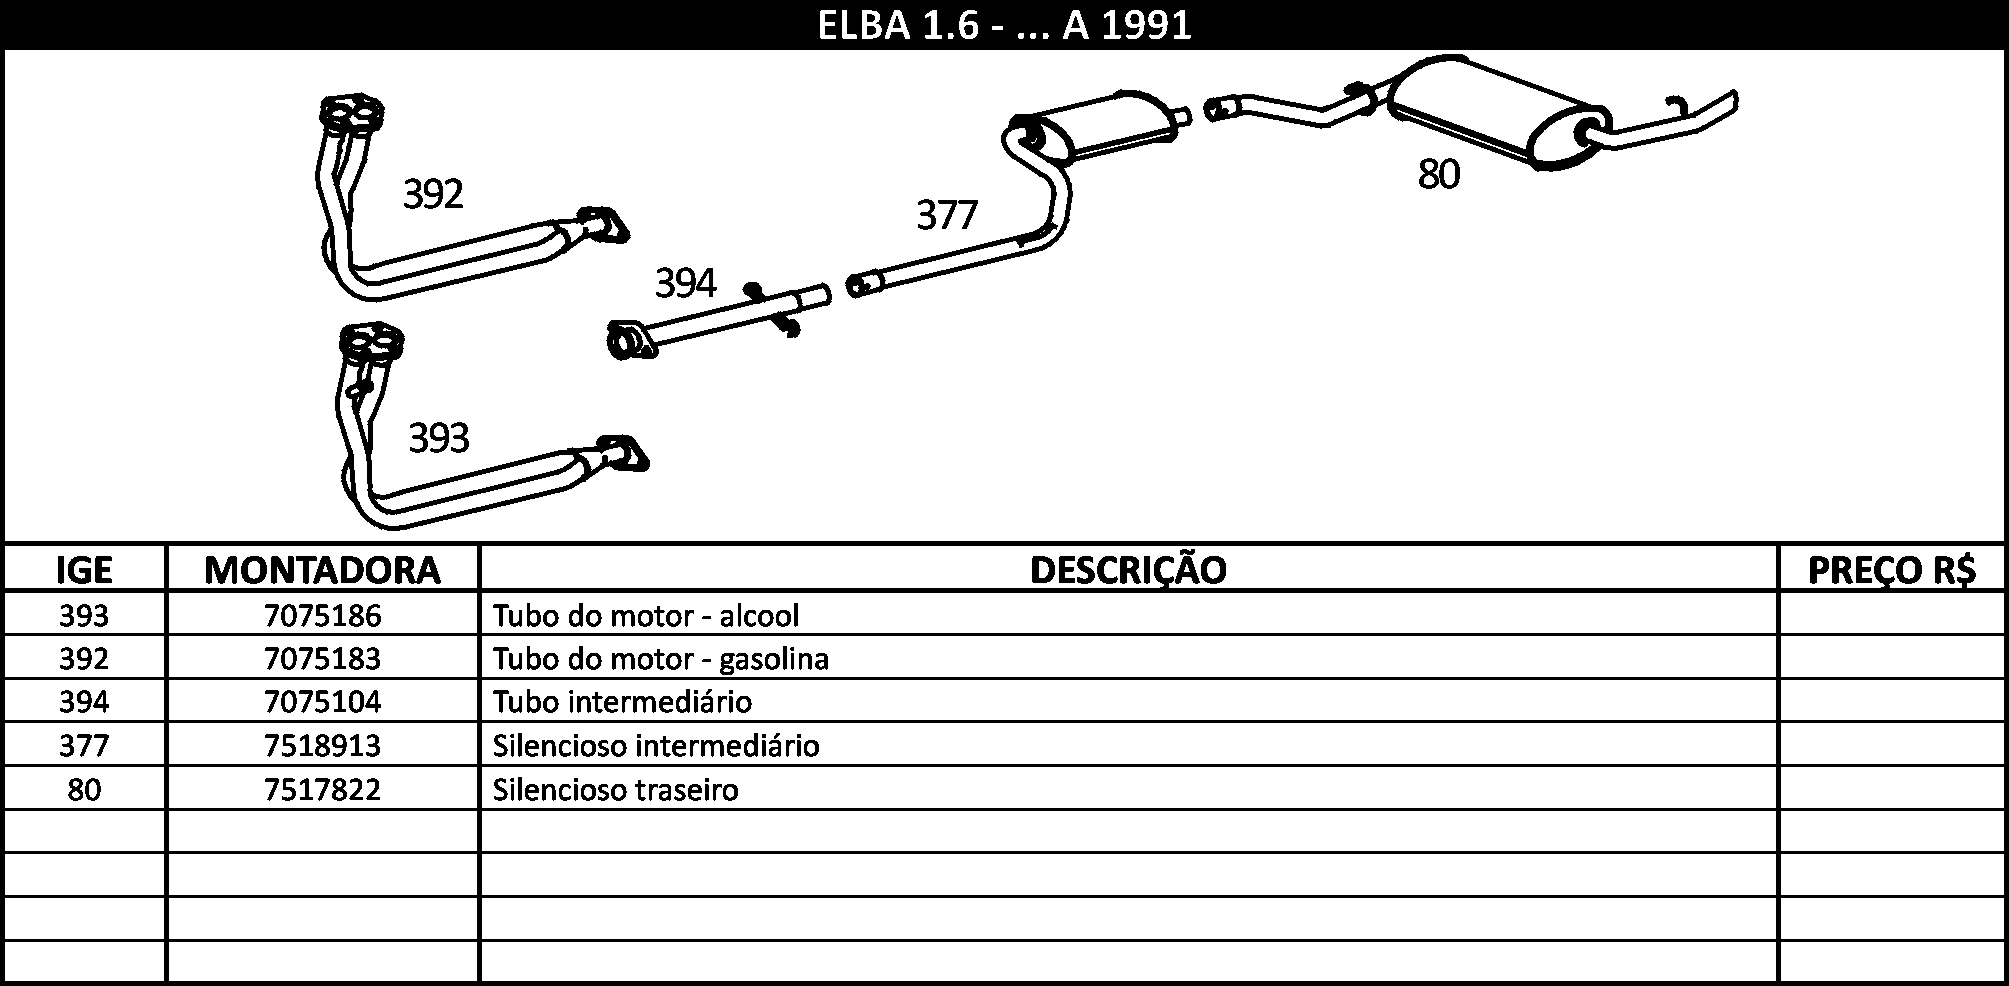 ELBA 1.6 - ... A 1991
392
80
377
394
393
IGE MONTADORA DESCRIÇÃO PREÇO R$
393 7075186 Tubo do motor - alcool
392 7075183 Tubo do motor - gasolina
394 7075104 Tubo intermediário
377 7518913 Silencioso intermediário
80 7517822 Silencioso traseiro